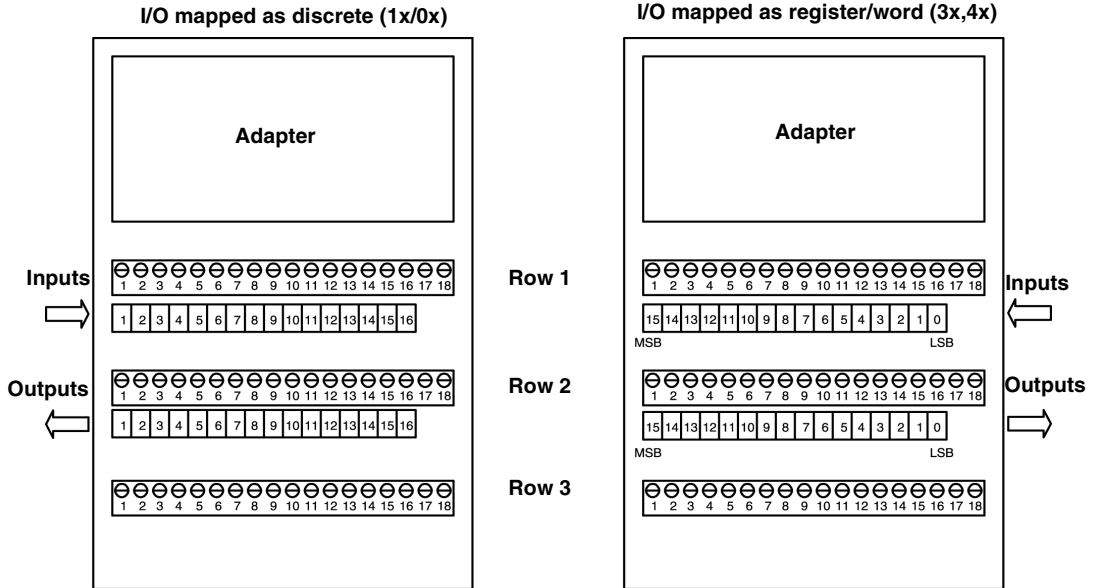 I/O mapped as discrete (1x/0x)
Adapter
Inputs
1 2 3 4 5 6 7 8 9 10 11 12 13 14 15 16 17 18
1 2 3 4 5 6 7 8 9 10 11 12 13 14 15 16
Outputs
1 2 3 4 5 6 7 8 9 10 11 12 13 14 15 16 17 18
1 2 3 4 5 6 7 8 9 10 11 12 13 14 15 16
1 2 3 4 5 6 7 8 9 10 11 12 13 14 15 16 17 18
Row 1
Row 2
Row 3
I/O mapped as register/word (3x,4x)
Adapter
1 2 3 4 5 6 7 8 9 10 11 12 13 14 15 16 17 18
Inputs
15 14 13 12 11 10 9 8 7 6 5 4 3 2 1 0
MSB LSB
1 2 3 4 5 6 7 8 9 10 11 12 13 14 15 16 17 18
Outputs
15 14 13 12 11 10 9 8 7 6 5 4 3 2 1 0
MSB LSB
1 2 3 4 5 6 7 8 9 10 11 12 13 14 15 16 17 18